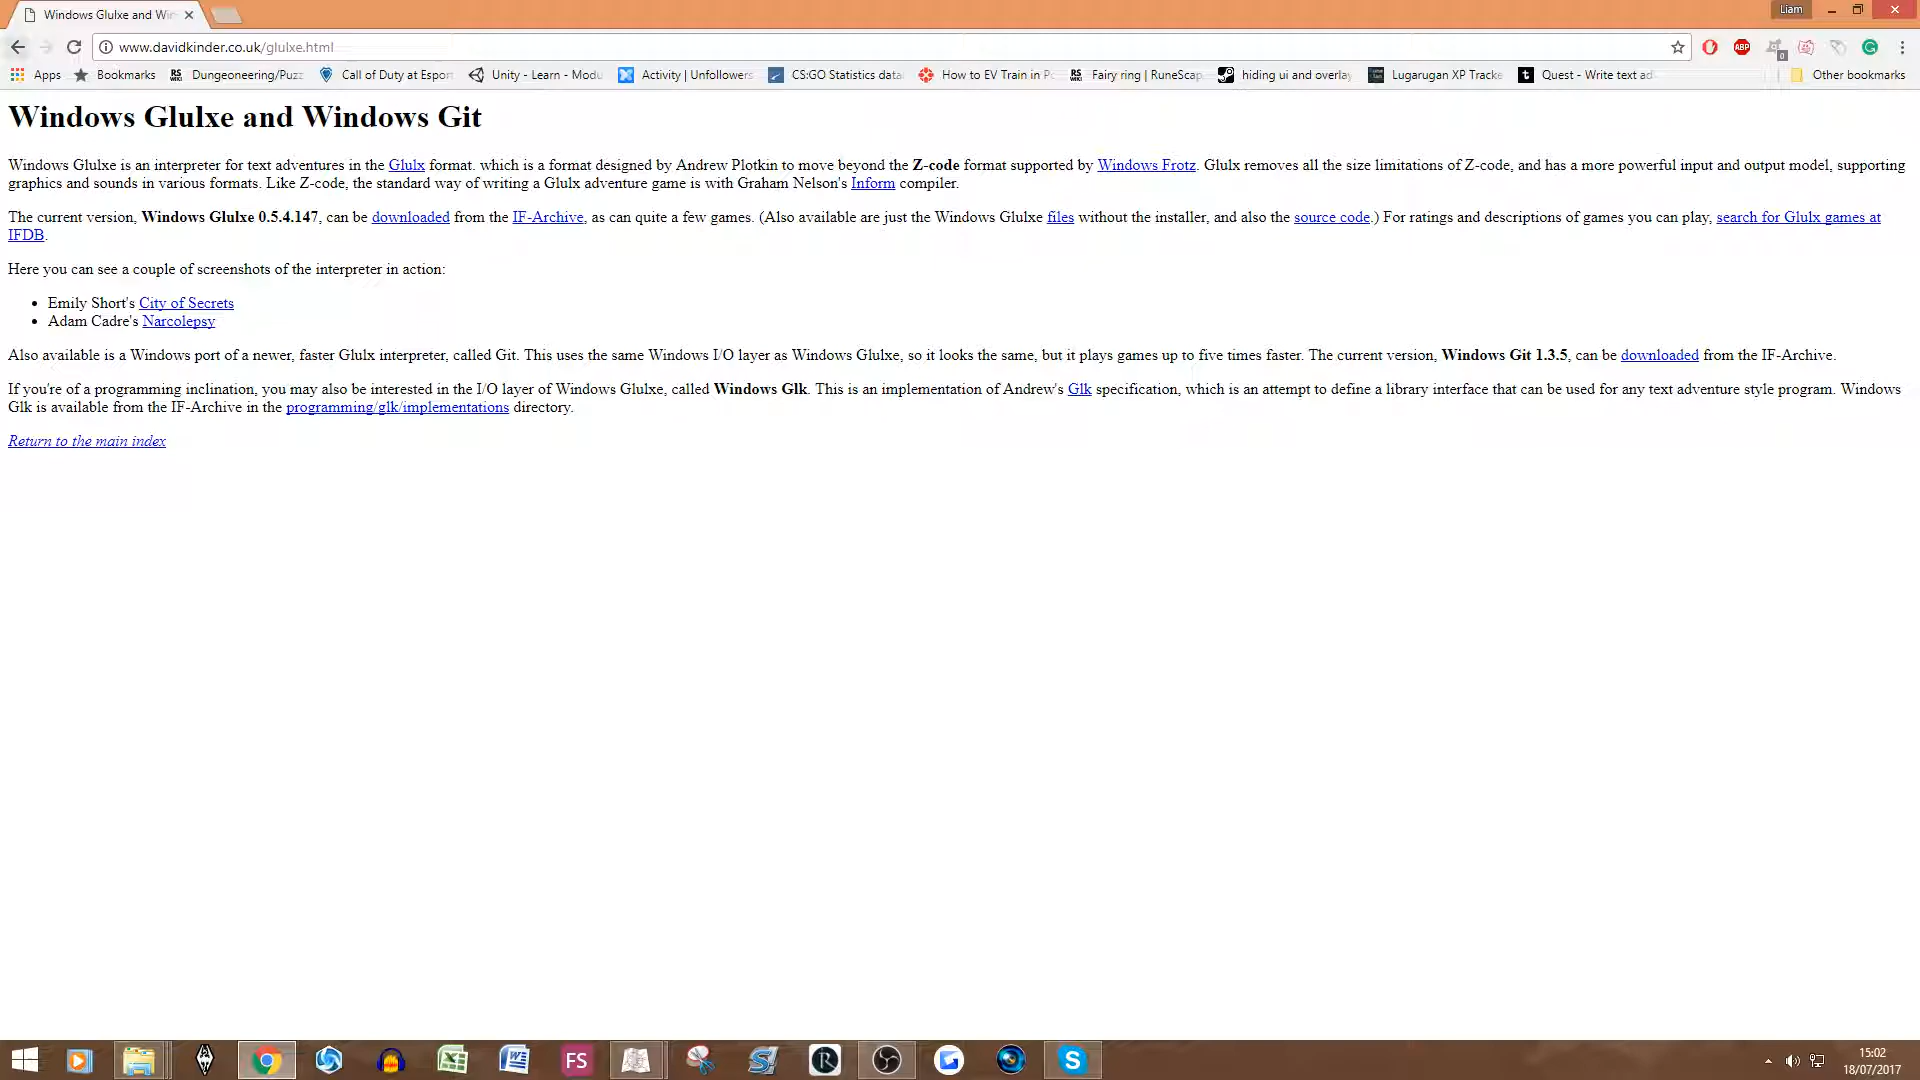 Windows Glulxe and Win
Liam
www.davidkinder.co.uk/glulxe.html
Apps Bookmarks Dungeoneering/Puzz Call of Duty at Espor Unity - Learn - Modu Activity | Unfollowers CS:GO Statistics data How to EV Train in Po Fairy ring | RuneScap hiding ui and overlay Lugarugan XP Tracke Quest - Write text ad Other bookmarks
Windows Glulxe and Windows Git
Windows Glulxe is an interpreter for text adventures in the Glulx format. which is a format designed by Andrew Plotkin to move beyond the Z-code format supported by Windows Frotz. Glulx removes all the size limitations of Z-code, and has a more powerful input and output model, supporting
graphics and sounds in various formats. Like Z-code, the standard way of writing a Glulx adventure game is with Graham Nelson's Inform compiler.
The current version, Windows Glulxe 0.5.4.147, can be downloaded from the IF-Archive, as can quite a few games. (Also available are just the Windows Glulxe files without the installer, and also the source code.) For ratings and descriptions of games you can play, search for Glulx games at
IFDB.
Here you can see a couple of screenshots of the interpreter in action:
• Emily Short's City of Secrets
• Adam Cadre's Narcolepsy
Also available is a Windows port of a newer, faster Glulx interpreter, called Git. This uses the same Windows I/O layer as Windows Glulxe, so it looks the same, but it plays games up to five times faster. The current version, Windows Git 1.3.5, can be downloaded from the IF-Archive.
If you're of a programming inclination, you may also be interested in the I/O layer of Windows Glulxe, called Windows Glk. This is an implementation of Andrew's Glk specification, which is an attempt to define a library interface that can be used for any text adventure style program. Windows
Glk is available from the IF-Archive in the programming/glk/implementations directory.
Return to the main index
FS
15:02
18/07/2017